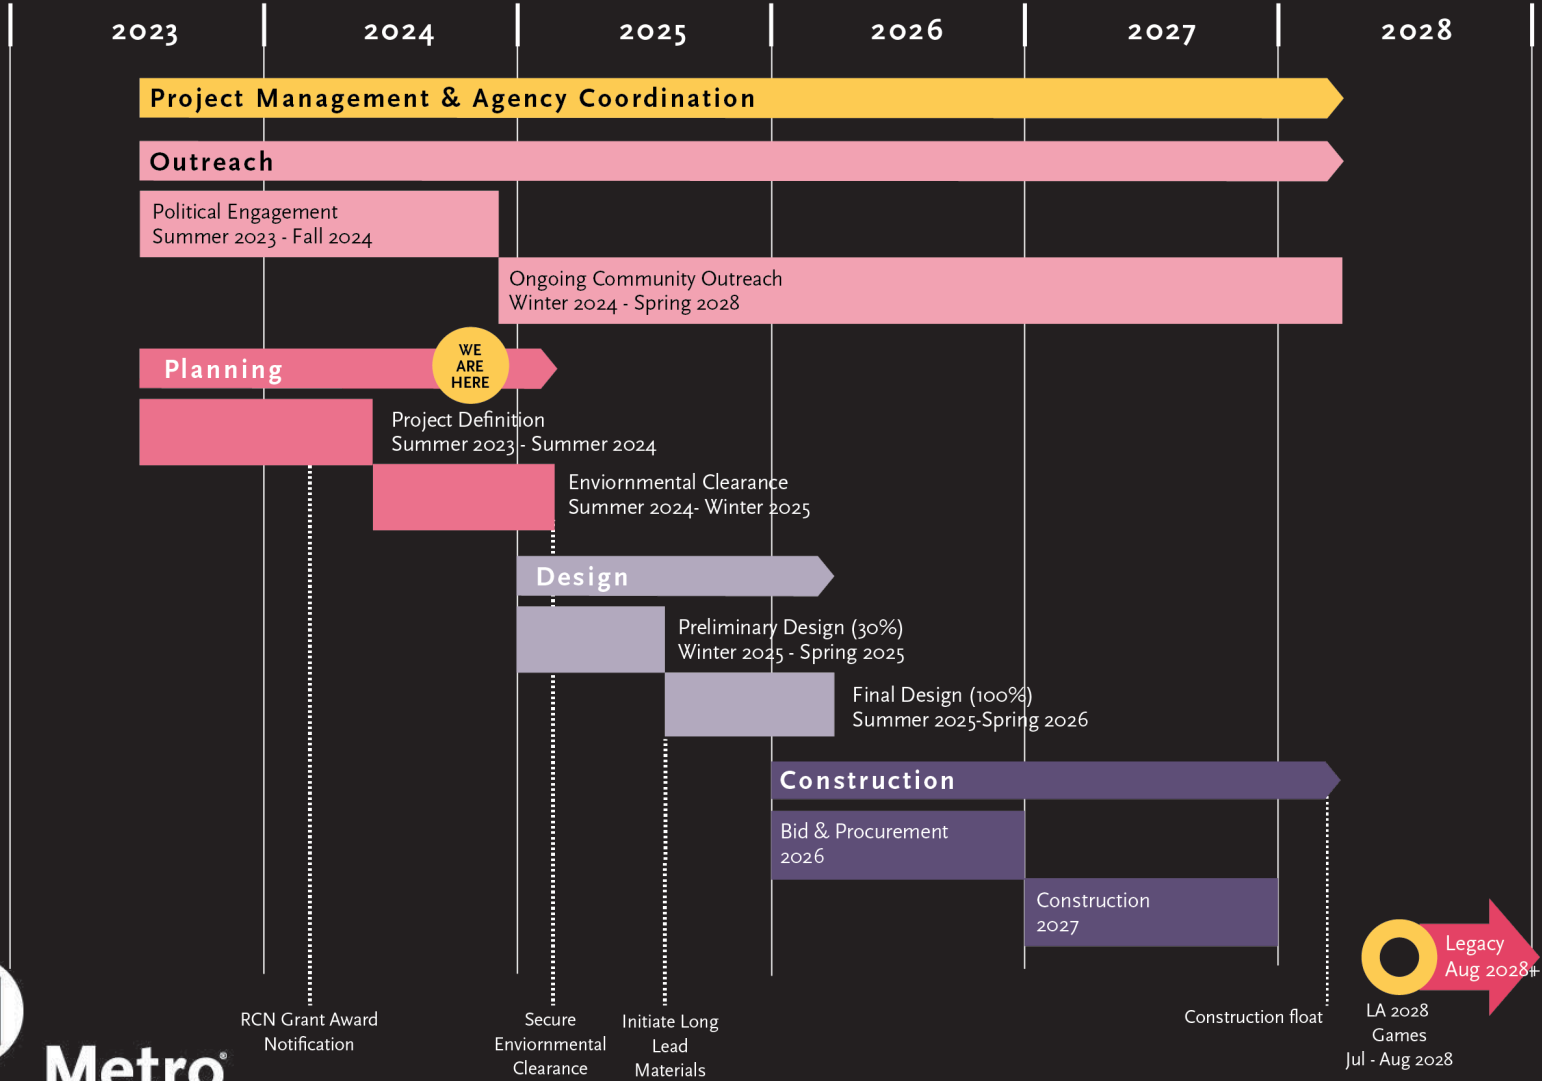 2023 2024 2025 2026 2027 2028
Project Management & Agency Coordination
Outreach
Political Engagement
Summer 2023 - Fall 2024
Ongoing Community Outreach
Winter 2024 - Spring 2028
WE
ARE
HERE
Planning
Project Definition
Summer 2023 - Summer 2024
Enviornmental Clearance
Summer 2024- Winter 2025
Design
Preliminary Design (30%)
Winter 2025 - Spring 2025
Final Design (100%)
Summer 2025-Spring 2026
Construction
Bid & Procurement
2026
Construction
2027
Legacy
Aug 2028+
RCN Grant Award
Notification
Secure
Enviornmental
Clearance
Initiate Long
Lead
Materials
Construction float
LA 2028
Games
Jul - Aug 2028
Metro®